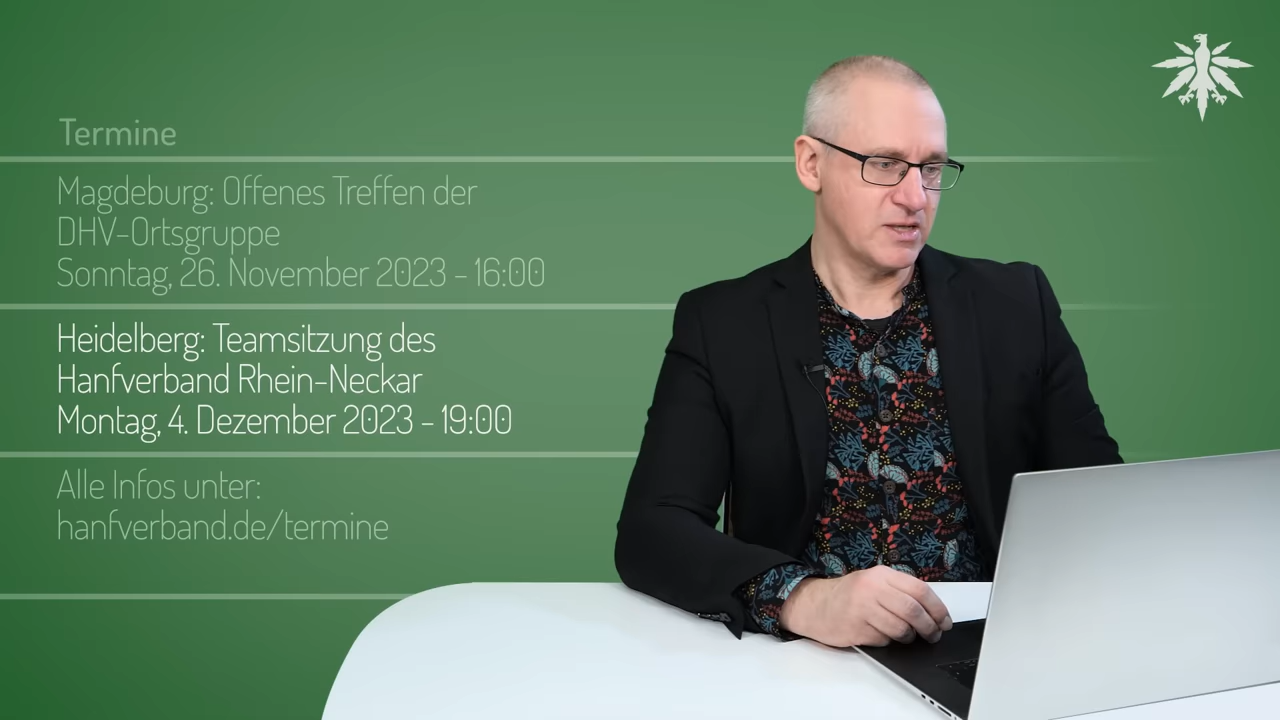 Termine
Magdeburg: Offenes Treffen der
DHV-Ortsgruppe
Sonntag, 26. November 2023 - 16:00
Heidelberg: Teamsitzung des
Hanfverband Rhein-Neckar
Montag, 4. Dezember 2023 - 19:00
Alle Infos unter:
hanfverband.de/termine